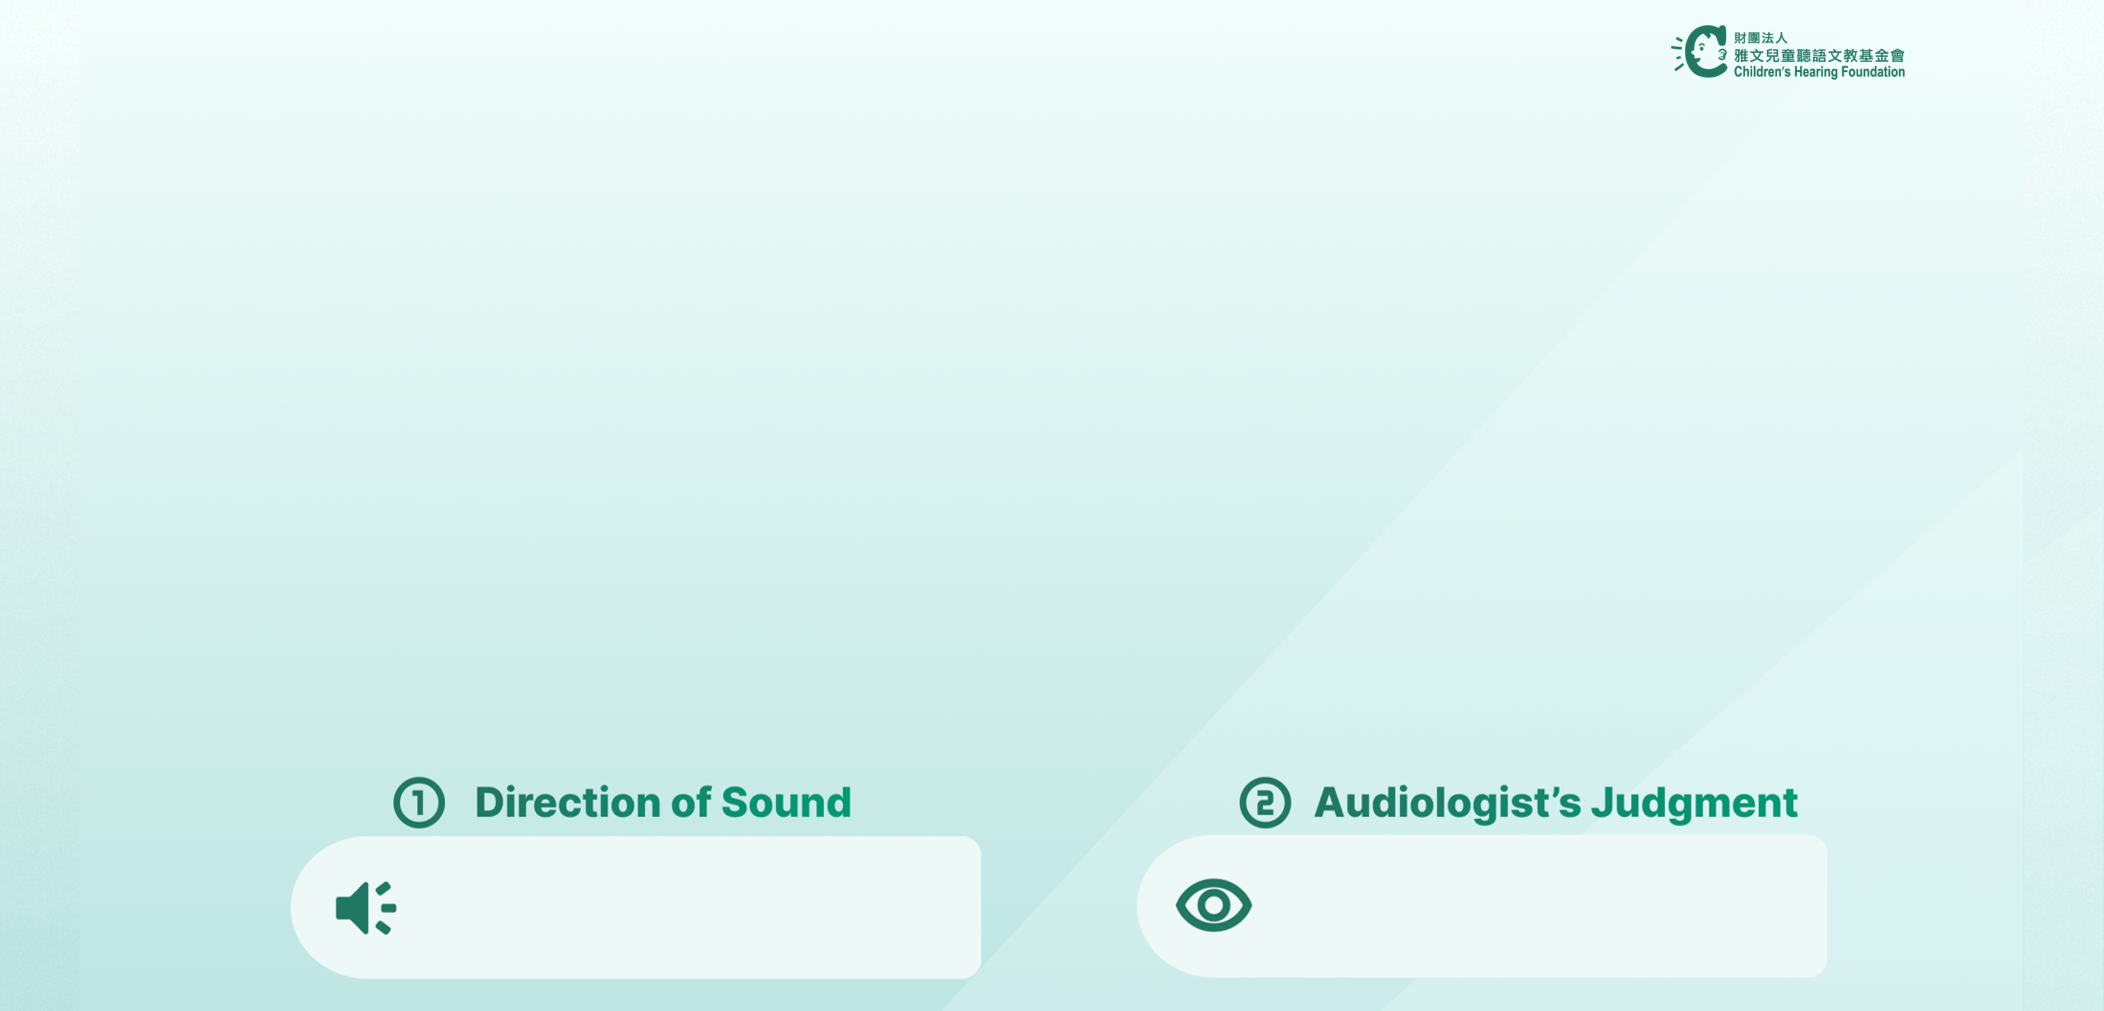 財團法人
雅文兒童聽語文教基金會
Children's Hearing Foundation
1 Direction of Sound
2 Audiologist’s Judgment